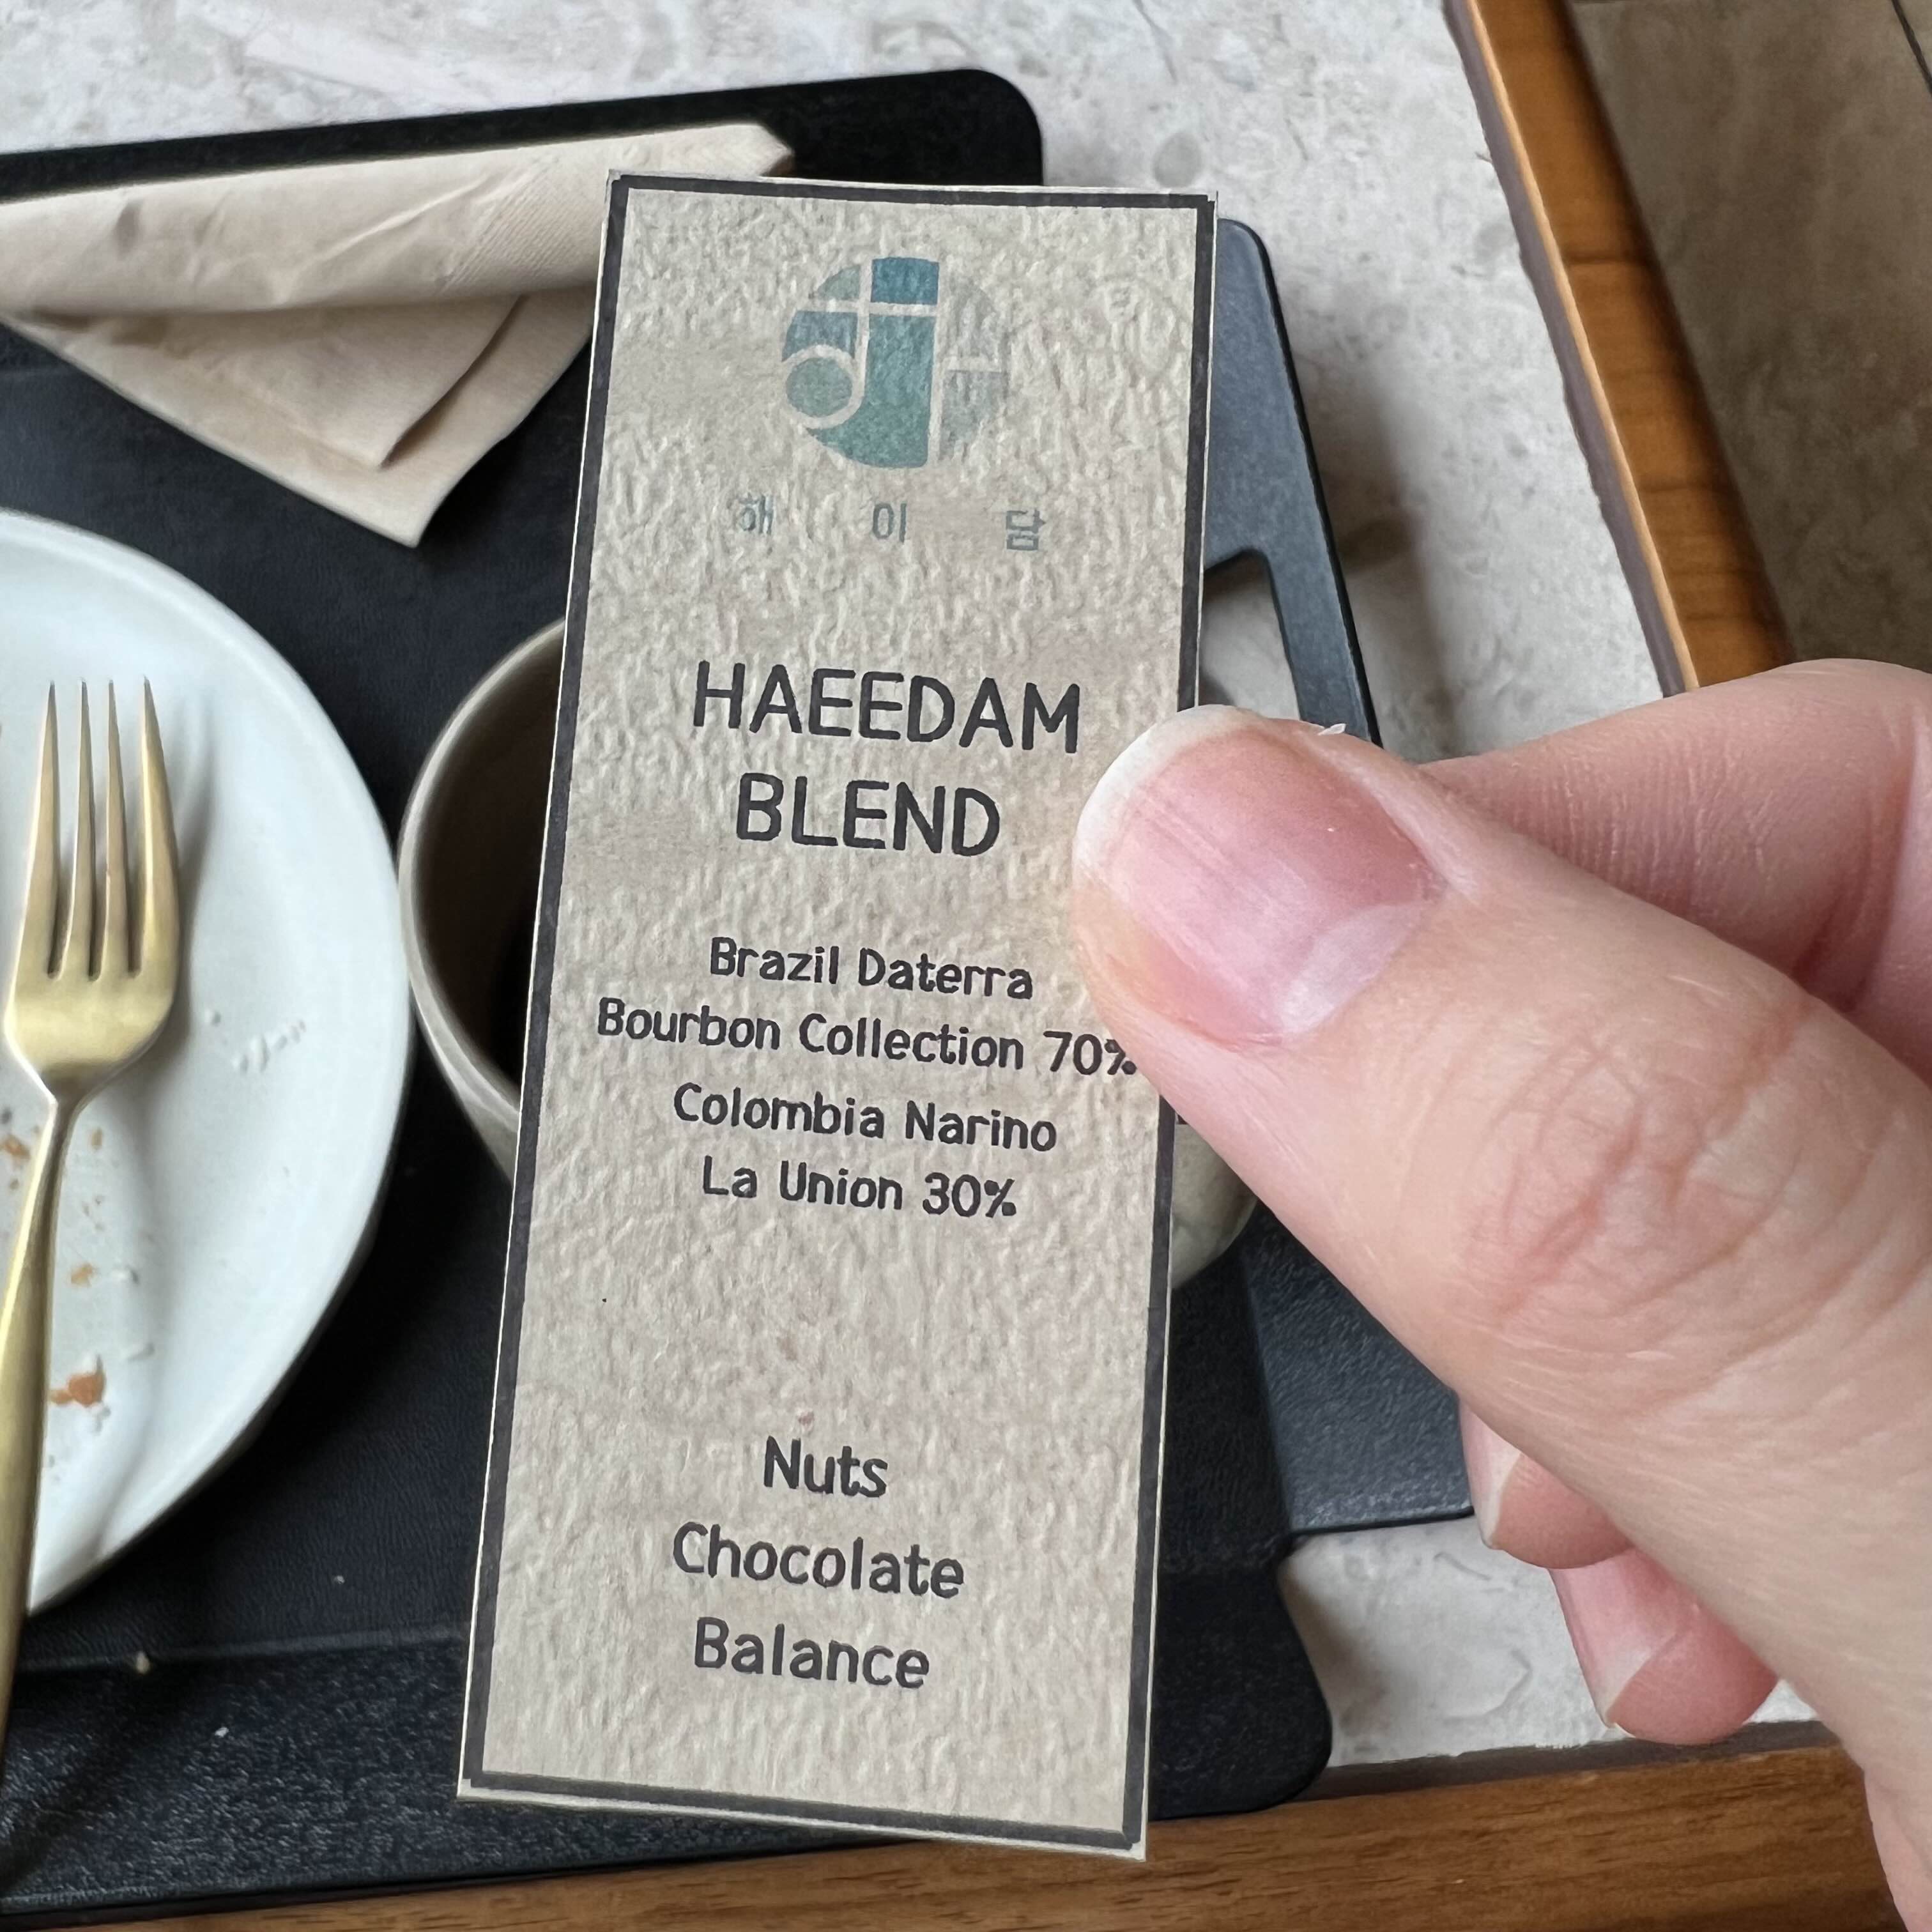 해 이 담
HAEEDAM
BLEND
Brazil Daterra
Bourbon Collection 70%
Colombia Narino
La Union 30%
Nuts
Chocolate
Balance